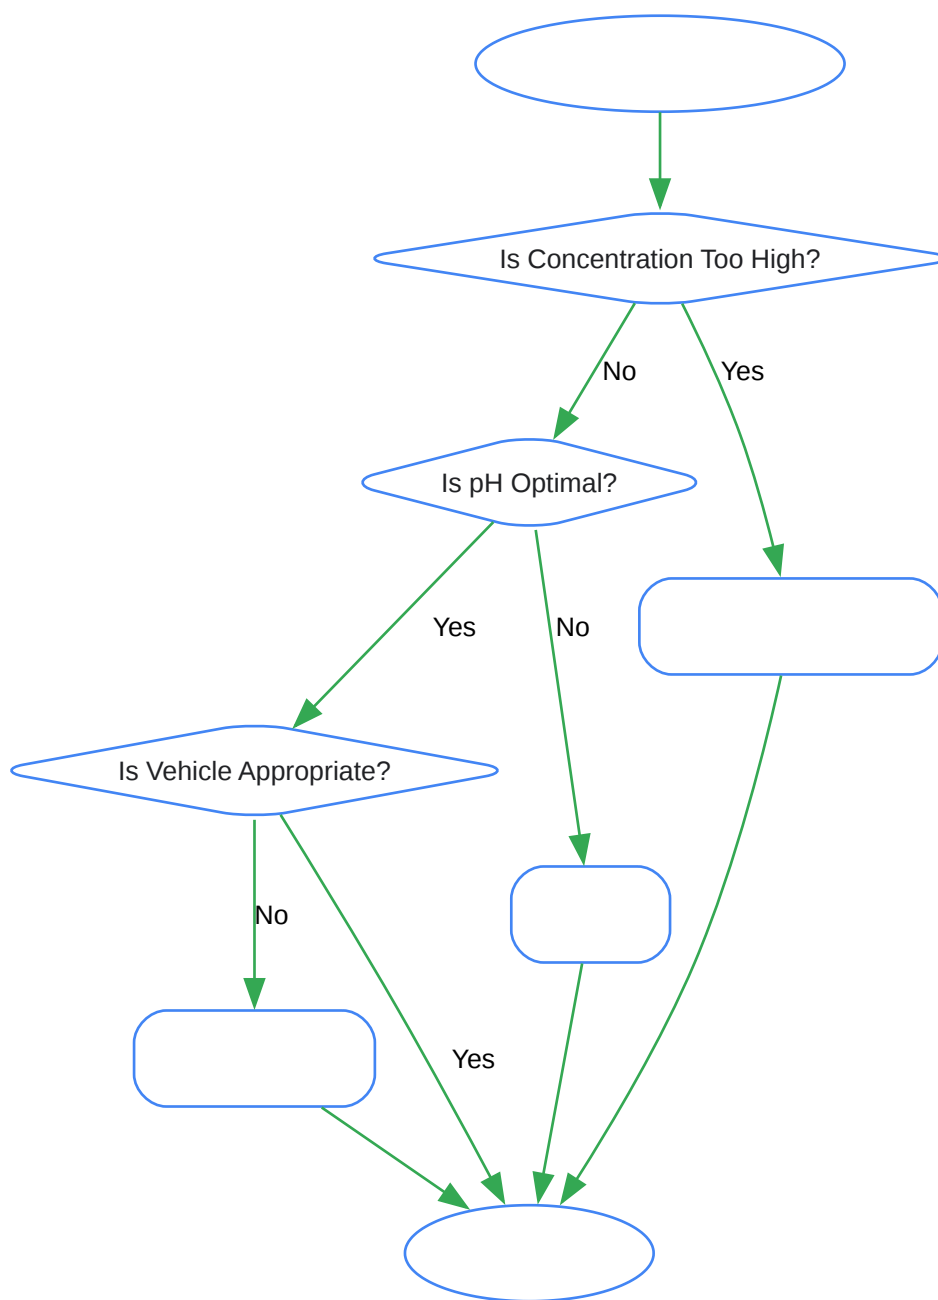 Is Concentration Too High?
No
Yes
Is pH Optimal?
Yes
No
Is Vehicle Appropriate?
No
Yes